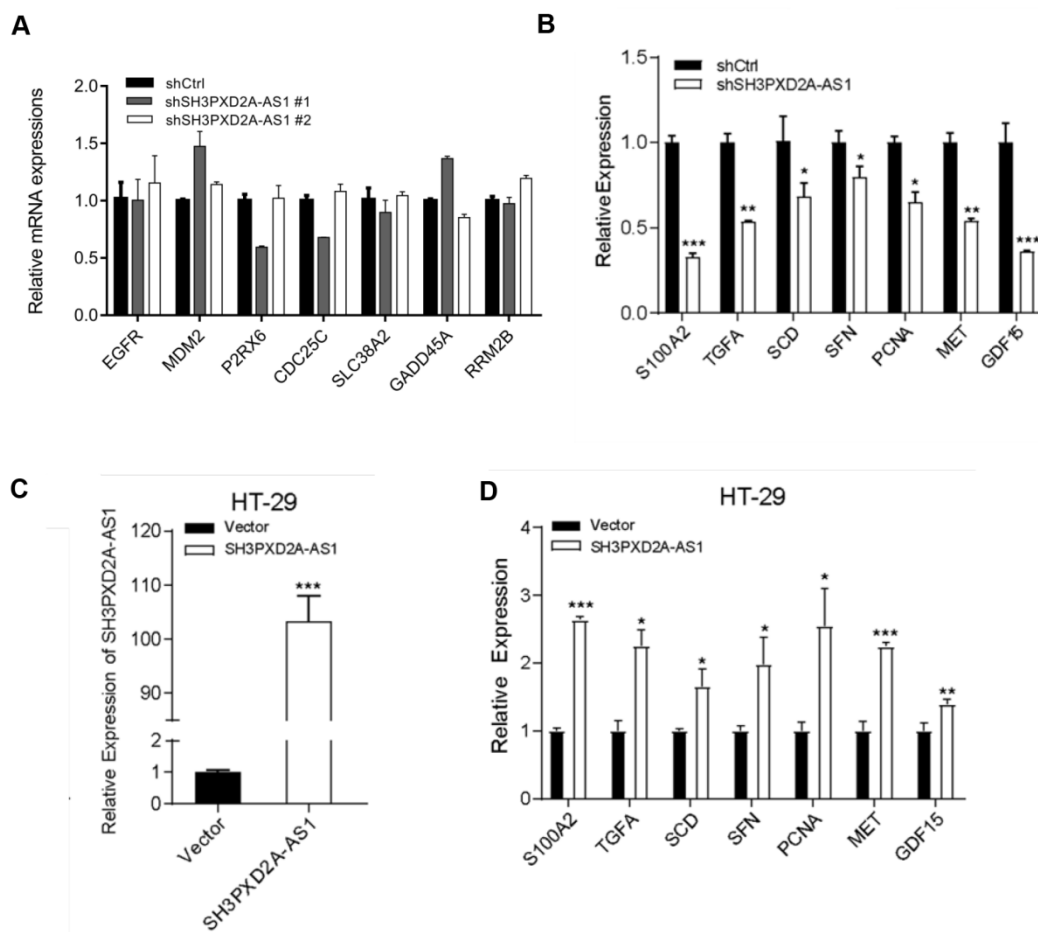 A
Relative mRNA expressions
2.0
1.5
1.0
0.5
0.0
shCtrl
shSH3PXD2A-AS1 #1
shSH3PXD2A-AS1 #2
EGFR
MDM2
P2RX6
CDC25C
SLC38A2
GADD45A
RRM2B
B
Relative Expression
1.5
1.0
0.5
0.0
shCtrl
shSH3PXD2A-AS1
***
**
*
*
*
**
***
S100A2
TGFA
SCD
SFN
PCNA
MET
GDF15
C
HT-29
Relative Expression of SH3PXD2A-AS1
120
110
100
90
2
1
0
Vector
SH3PXD2A-AS1
***
Vector
SH3PXD2A-AS1
D
HT-29
Relative Expression
4
3
2
1
0
Vector
SH3PXD2A-AS1
***
*
*
*
*
***
**
S100A2
TGFA
SCD
SFN
PCNA
MET
GDF15